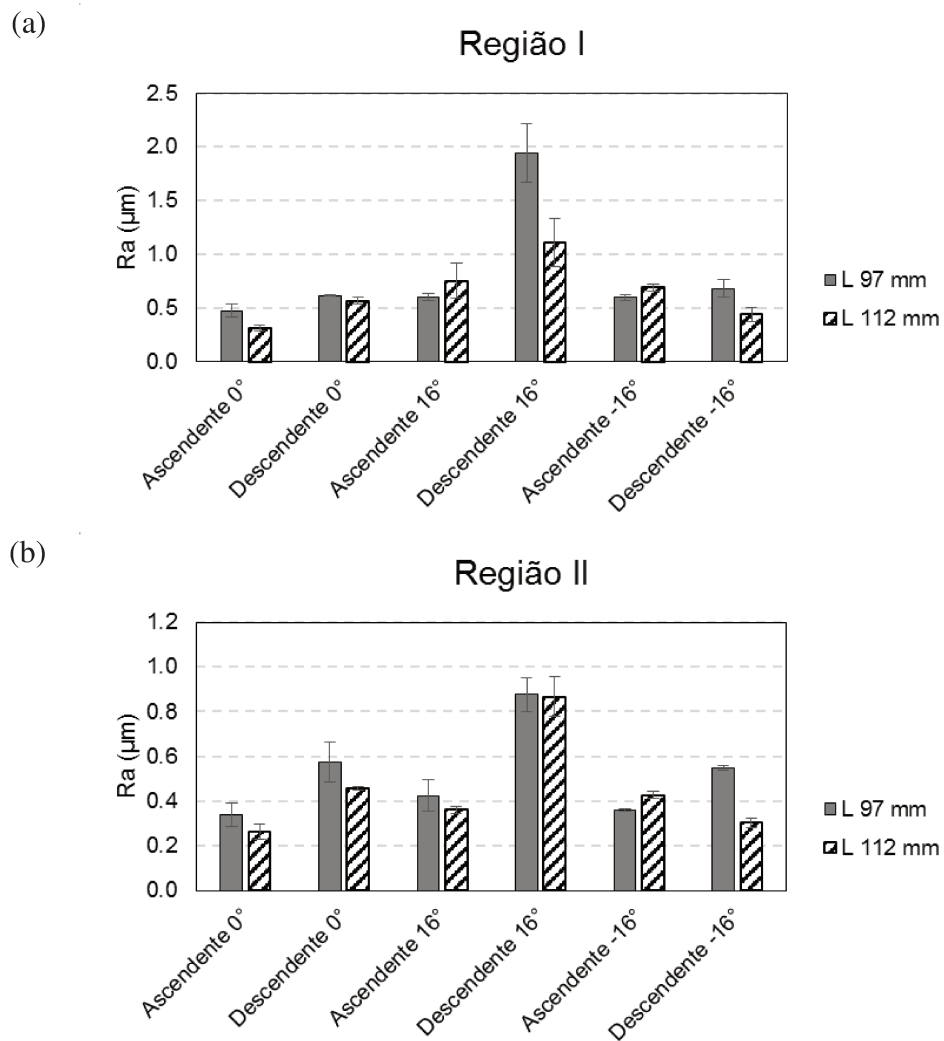 (a)
Região I
2.5
2.0
1.5
1.0
0.5
0.0
Ra (µm)
L 97 mm
L 112 mm
Ascendente 0°
Descendente 0°
Ascendente 16°
Descendente 16°
Ascendente -16°
Descendente -16°
(b)
Região II
1.2
1.0
0.8
0.6
0.4
0.2
0.0
Ra (µm)
L 97 mm
L 112 mm
Ascendente 0°
Descendente 0°
Ascendente 16°
Descendente 16°
Ascendente -16°
Descendente -16°